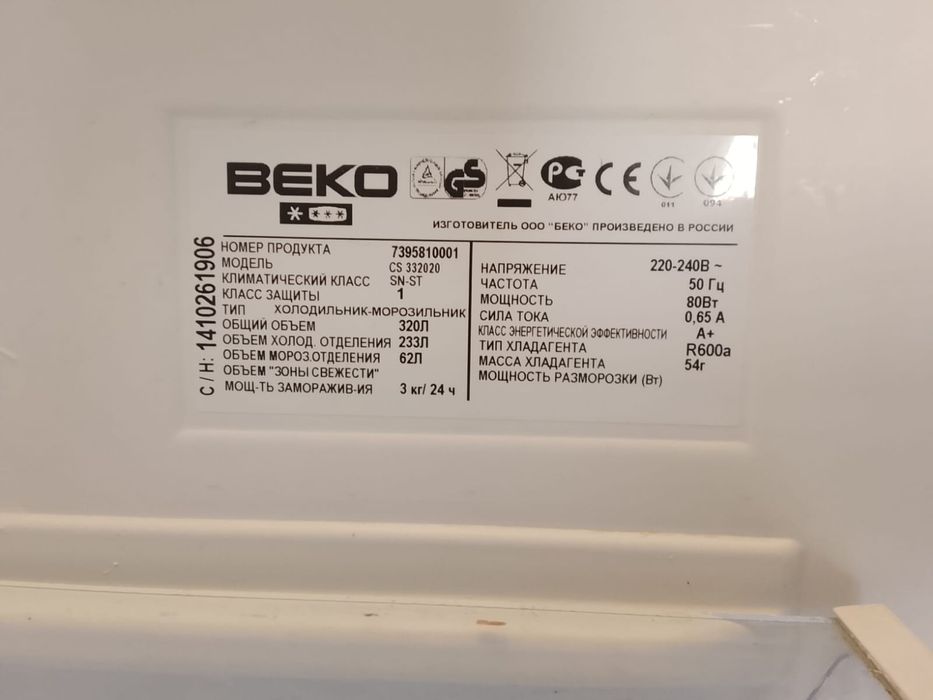 BEKO
АЮ77
011
094
ИЗГОТОВИТЕЛЬ ООО "БЕКО" ПРОИЗВЕДЕНО В РОССИИ
С / Н: 1410261906
НОМЕР ПРОДУКТА 7395810001
МОДЕЛЬ CS 332020
КЛИМАТИЧЕСКИЙ КЛАСС SN-ST
КЛАСС ЗАЩИТЫ 1
ТИП ХОЛОДИЛЬНИК-МОРОЗИЛЬНИК
ОБЩИЙ ОБЪЕМ 320Л
ОБЪЕМ ХОЛОД. ОТДЕЛЕНИЯ 233Л
ОБЪЕМ МОРОЗ.ОТДЕЛЕНИЯ 62Л
ОБЪЕМ "ЗОНЫ СВЕЖЕСТИ"
МОЩ-ТЬ ЗАМОРАЖИВ-ИЯ 3 кг/ 24 ч
НАПРЯЖЕНИЕ 220-240В ~
ЧАСТОТА 50 Гц
МОЩНОСТЬ 80Вт
СИЛА ТОКА 0,65 А
КЛАСС ЭНЕРГЕТИЧЕСКОЙ ЭФФЕКТИВНОСТИ А+
ТИП ХЛАДАГЕНТА R600a
МАССА ХЛАДАГЕНТА 54г
МОЩНОСТЬ РАЗМОРОЗКИ (Вт)